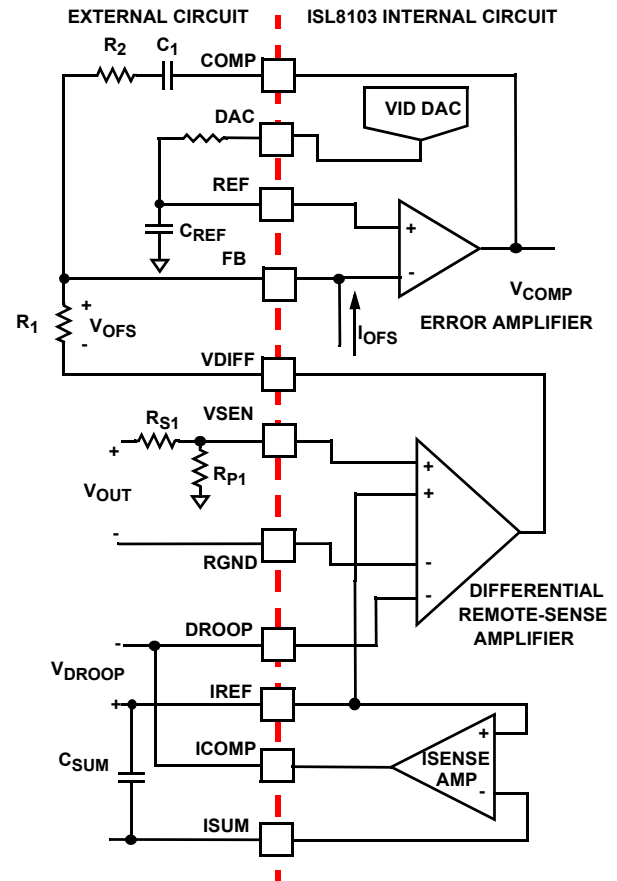 EXTERNAL CIRCUIT
ISL8103 INTERNAL CIRCUIT
R2
C1
COMP
DAC
VID DAC
REF
CREF
+
-
FB
VCOMP
ERROR AMPLIFIER
IOFS
R1
+
VOFS
-
VDIFF
RS1
VSEN
+
RP1
VOUT
-
RGND
+
+
-
-
DIFFERENTIAL
REMOTE-SENSE
AMPLIFIER
DROOP
-
VDROOP
+
IREF
ICOMP
CSUM
ISUM
+
ISENSE
AMP
-